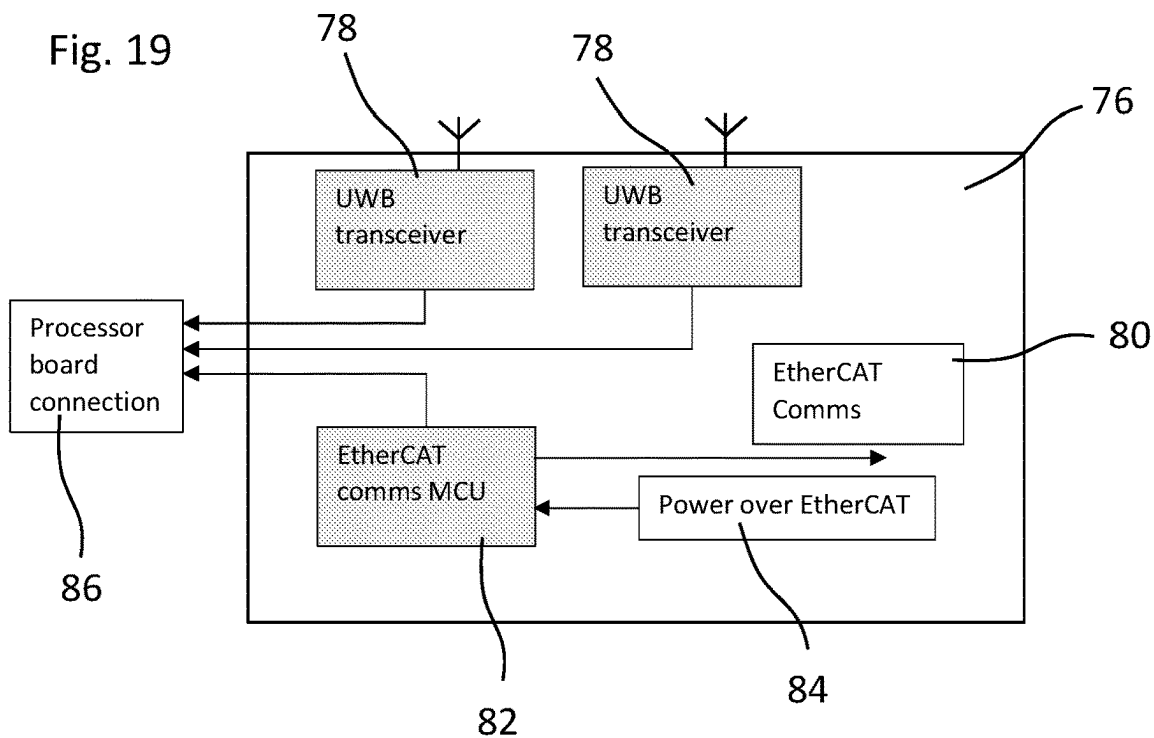 Fig. 19
78
78
76
UWB
transceiver
UWB
transceiver
Processor
board
connection
80
EtherCAT
Comms
EtherCAT
comms MCU
Power over EtherCAT
86
82
84